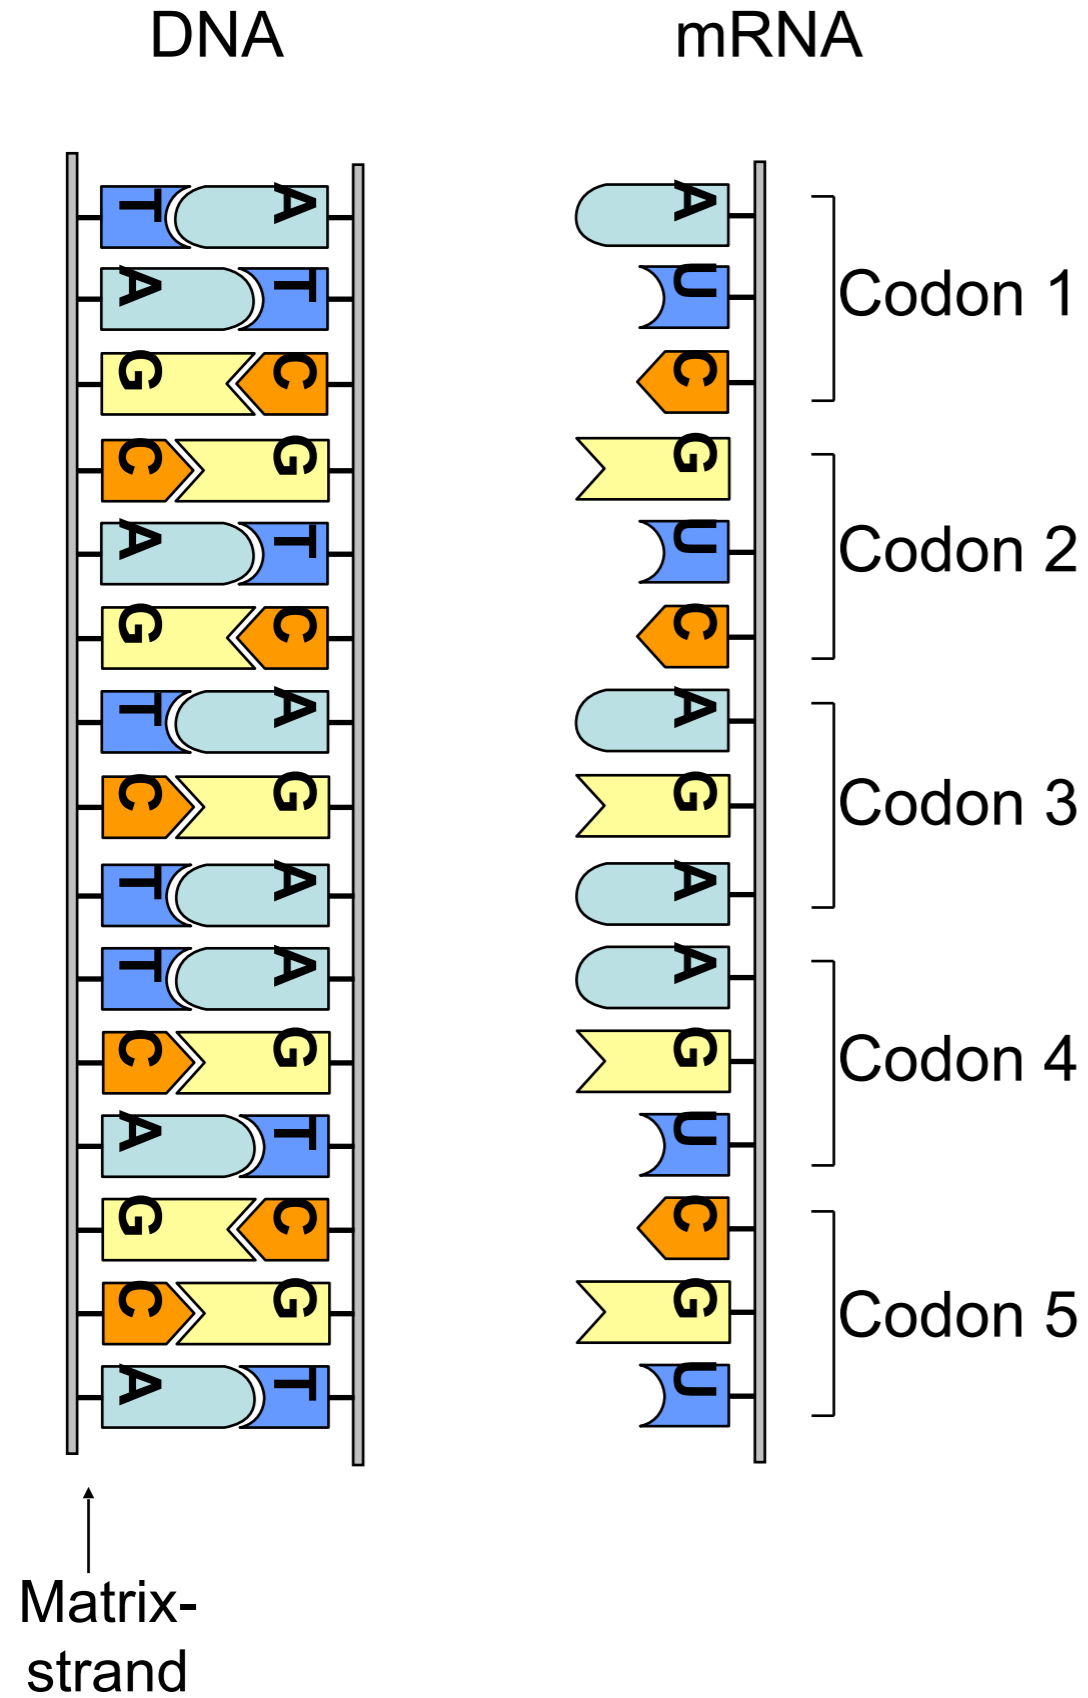 DNA mRNA
T A A
A T U Codon 1
G C C
C G G
A T U Codon 2
G C C
T A A
C G G Codon 3
T A A
T A A
C G G Codon 4
A T U
G C C
C G G Codon 5
A T U
Matrix-
strand